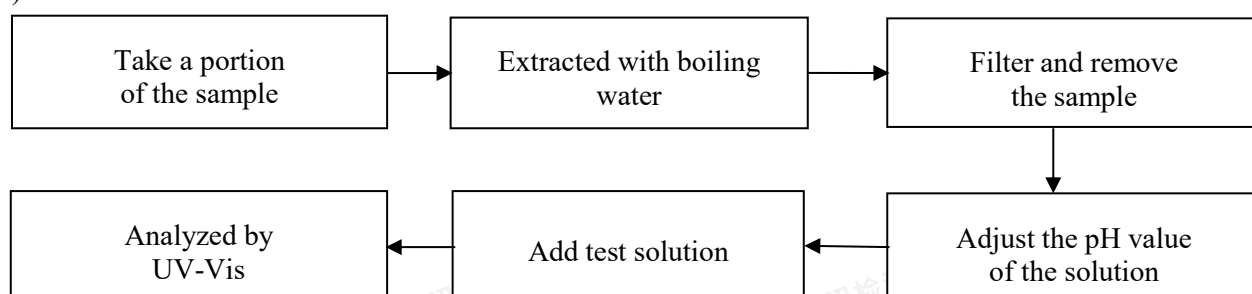 Take a portion
of the sample
Extracted with boiling
water
Filter and remove
the sample
Adjust the pH value
of the solution
Add test solution
Analyzed by
UV-Vis